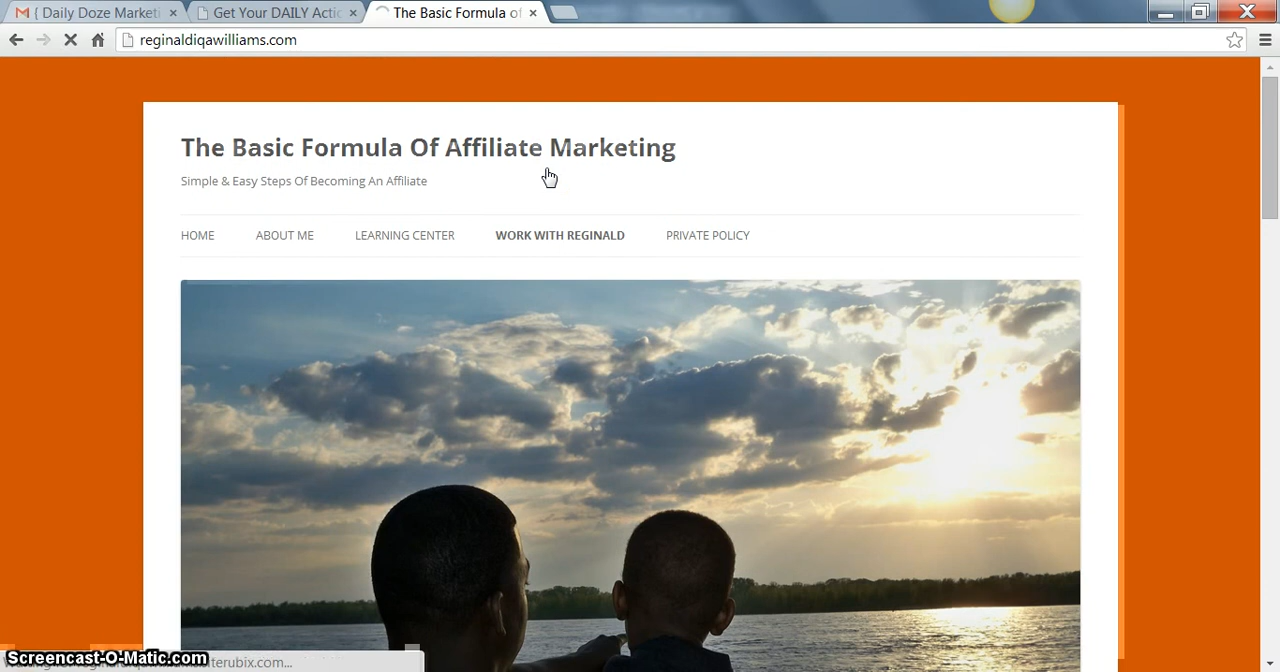 { Daily Doze Marketi
Get Your DAILY Actic
The Basic Formula of
reginaldiqawilliams.com
The Basic Formula Of Affiliate Marketing
Simple & Easy Steps Of Becoming An Affiliate
HOME ABOUT ME LEARNING CENTER WORK WITH REGINALD PRIVATE POLICY
Screencast-O-Matic.com